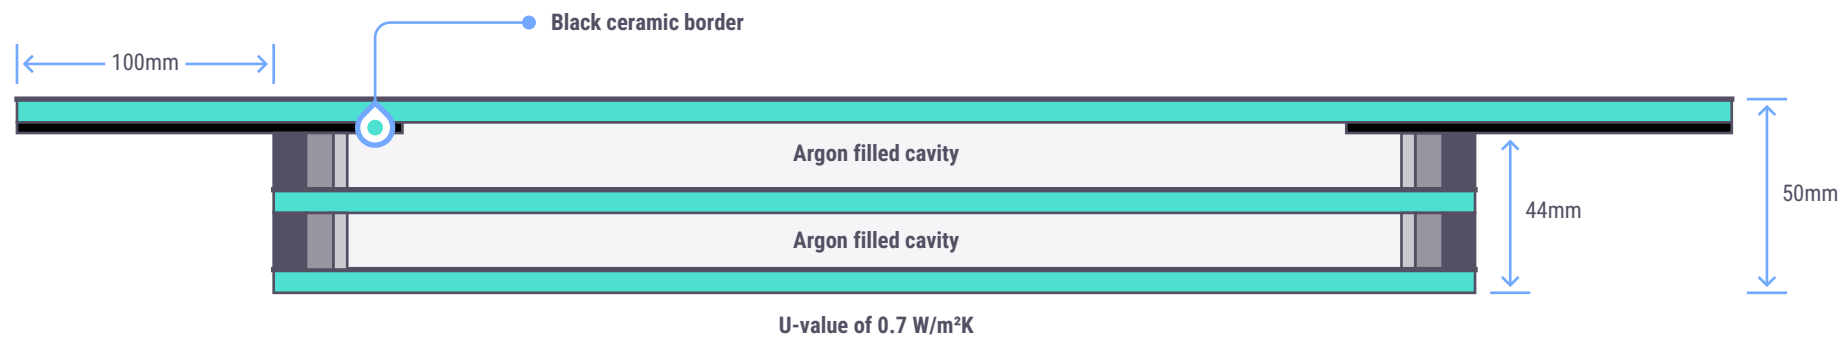 Black ceramic border
100mm
Argon filled cavity
50mm
44mm
Argon filled cavity
U-value of 0.7 W/m²K